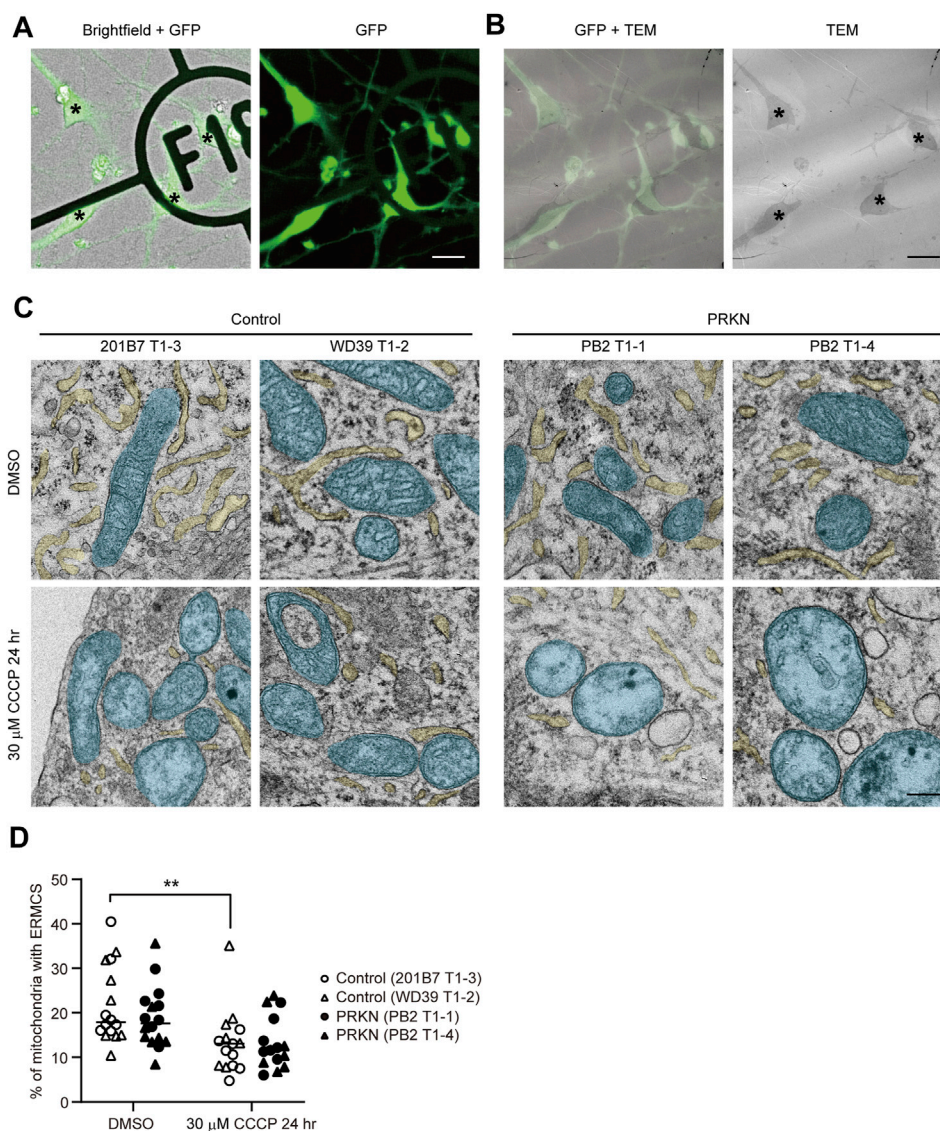 A
Brightfield + GFP
GFP
F18
B
GFP + TEM
TEM
* * * *
* * * *
C
Control
PRKN
201B7 T1-3
WD39 T1-2
PB2 T1-1
PB2 T1-4
DMSO
30 μM CCCP 24 hr
D
% of mitochondria with ERMCS
50
40
30
20
10
0
**
DMSO
30 μM CCCP 24 hr
Control (201B7 T1-3)
Control (WD39 T1-2)
PRKN (PB2 T1-1)
PRKN (PB2 T1-4)